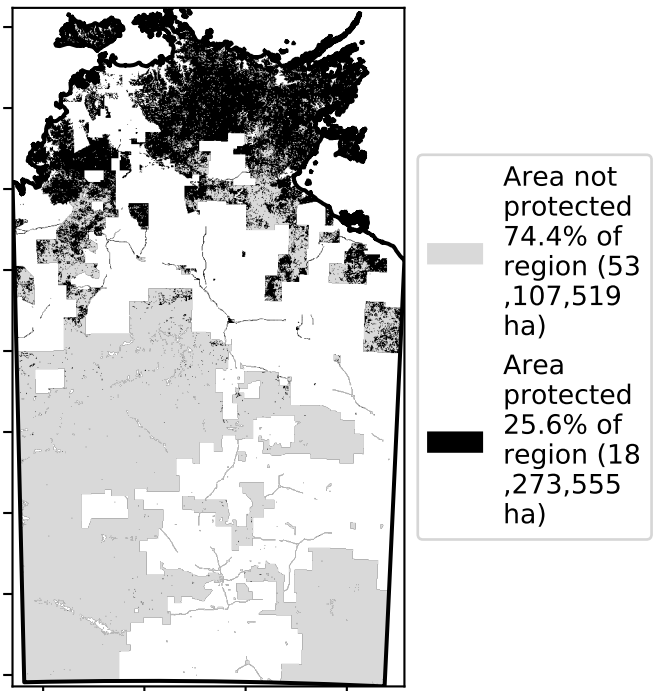 Area not
protected
74.4% of
region (53
,107,519
ha)
Area
protected
25.6% of
region (18
,273,555
ha)